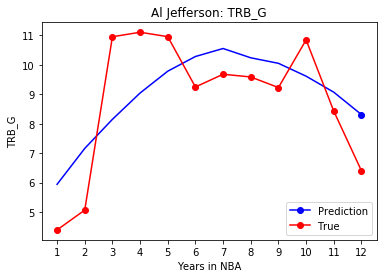 Al Jefferson: TRB_G
TRB_G
11
10
9
8
7
6
5
1 2 3 4 5 6 7 8 9 10 11 12
Years in NBA
Prediction
True